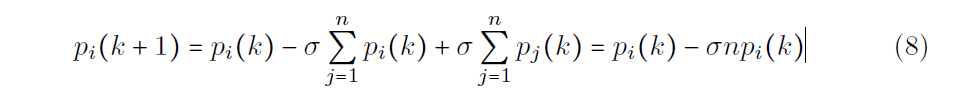 p_i(k + 1) = p_i(k) − σ ∑_{j=1}^{n} p_i(k) + σ ∑_{j=1}^{n} p_j(k) = p_i(k) − σnp_i(k) (8)